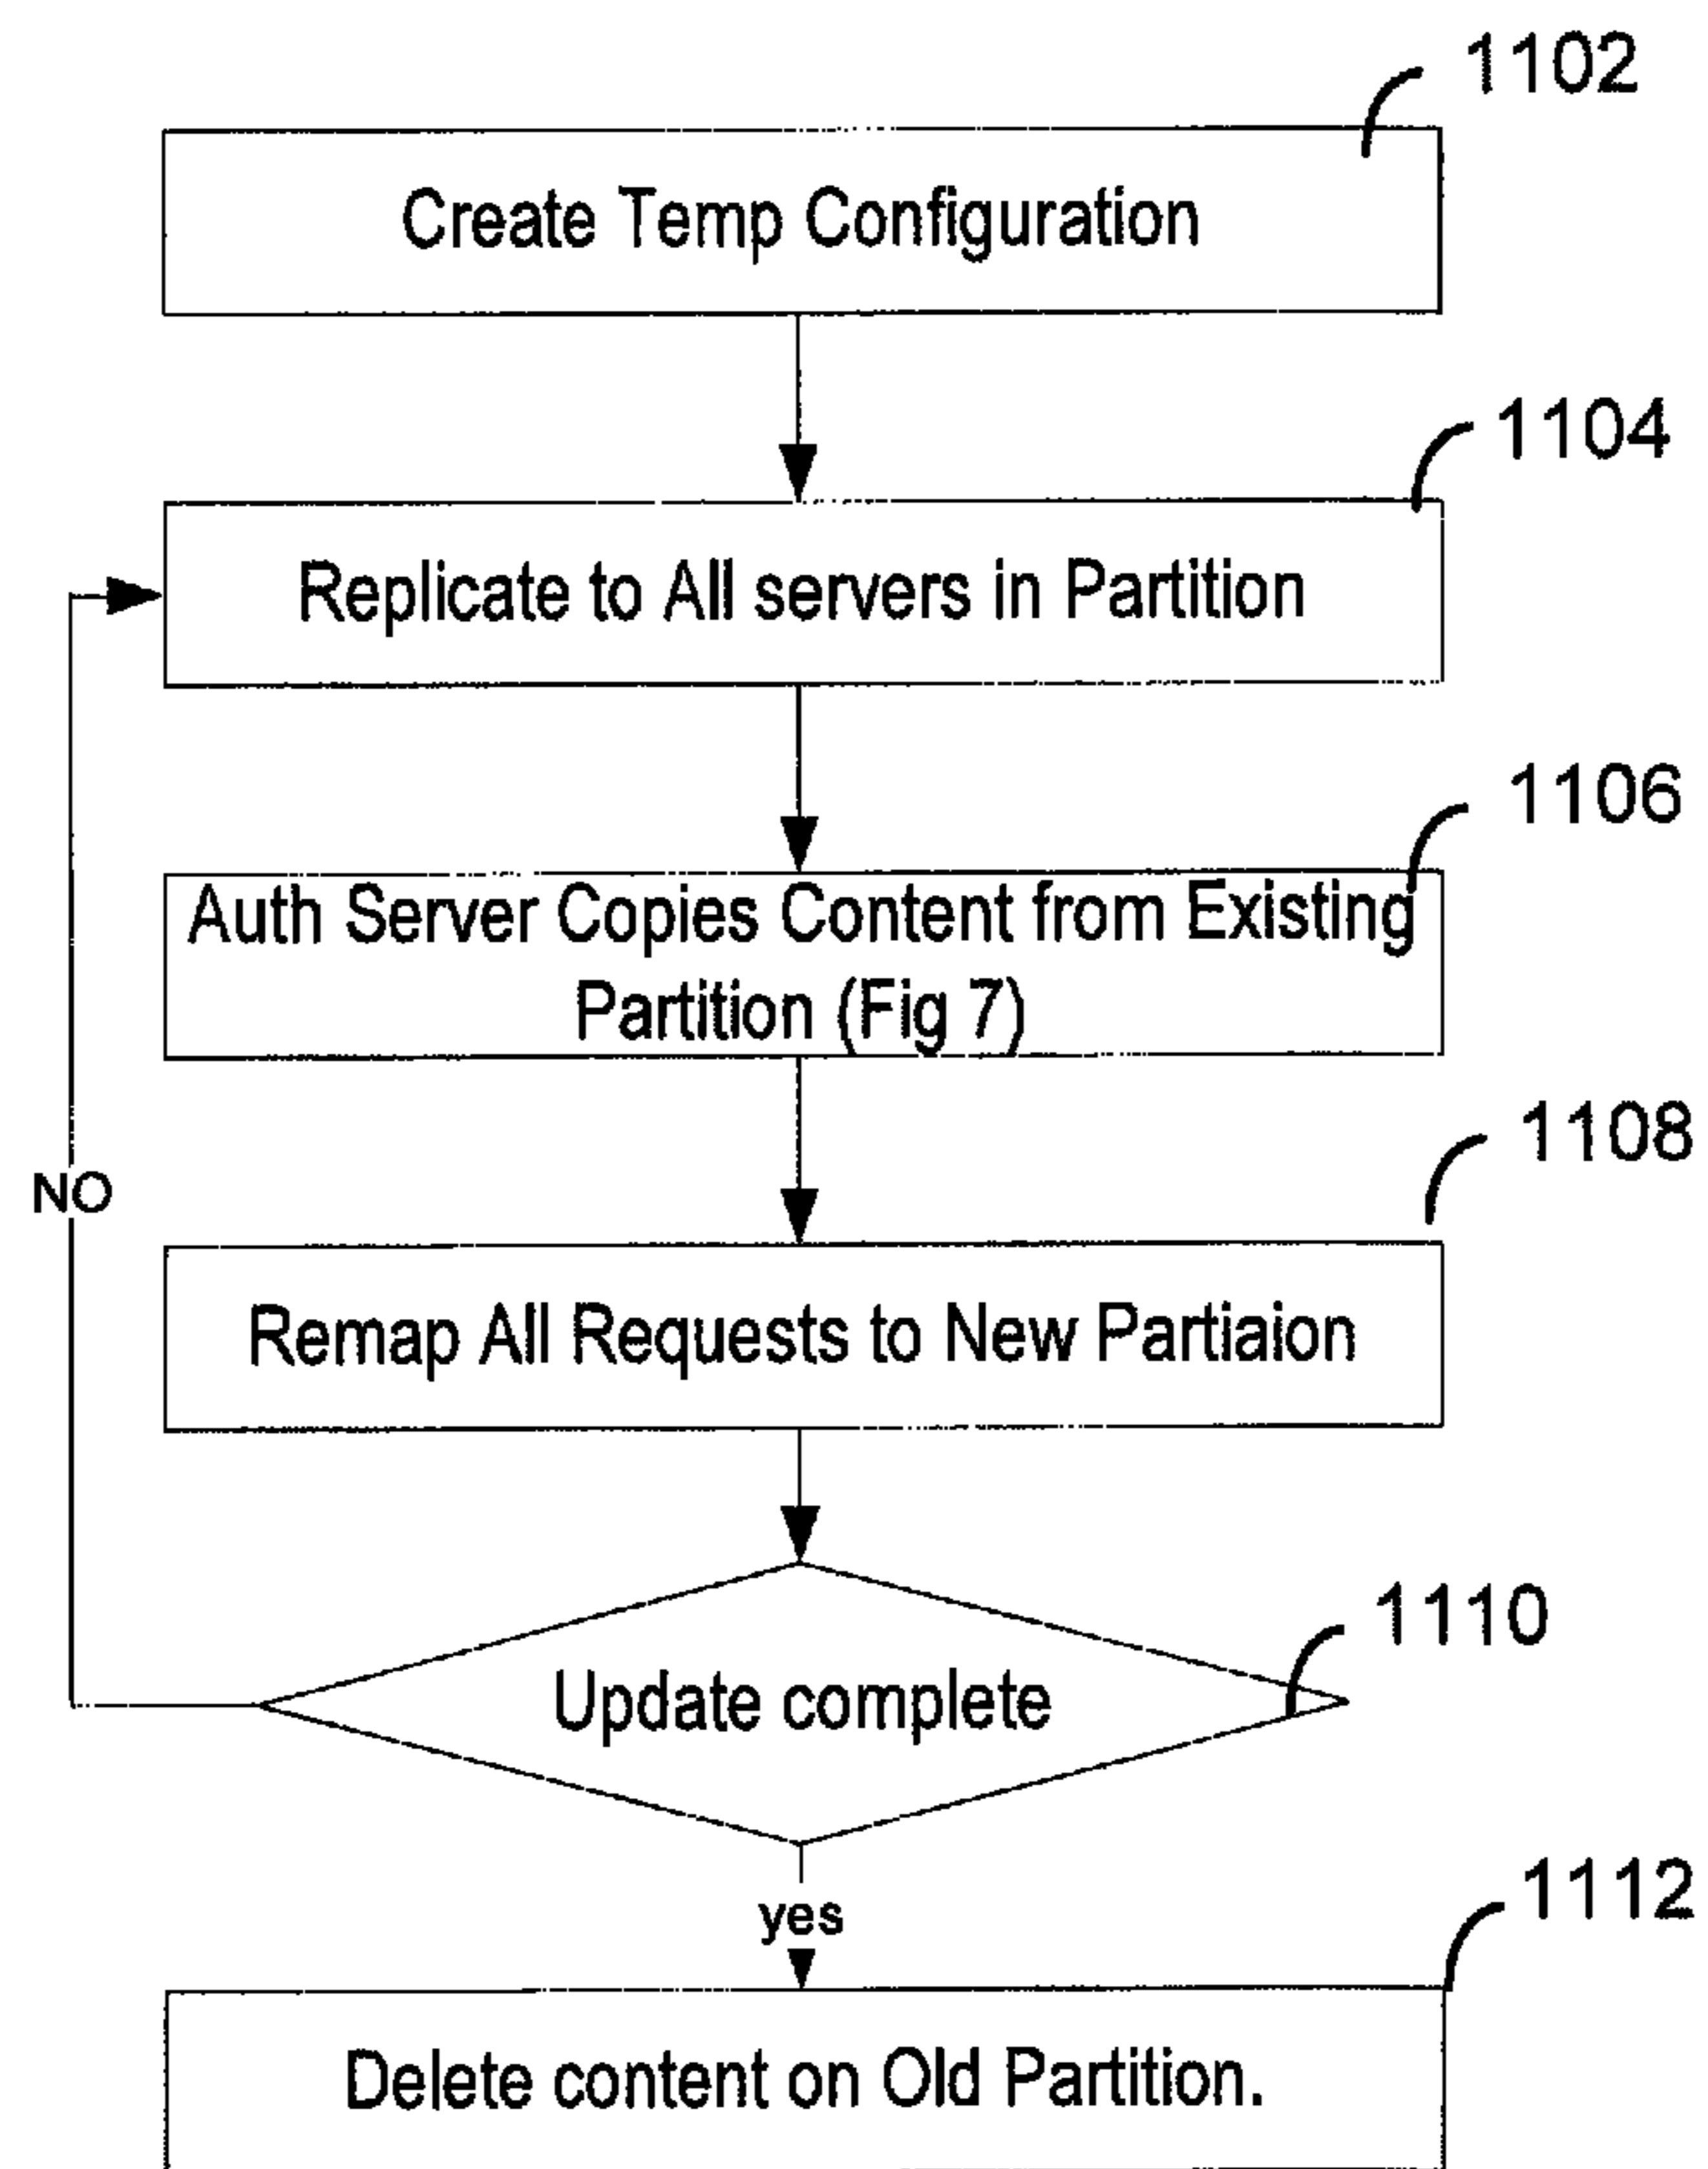 1102
Create Temp Configuration
1104
Replicate to All servers in Partition
1106
Auth Server Copies Content from Existing
Partition (Fig 7)
1108
NO
Remap All Requests to New Partiaion
1110
Update complete
yes
1112
Delete content on Old Partition.